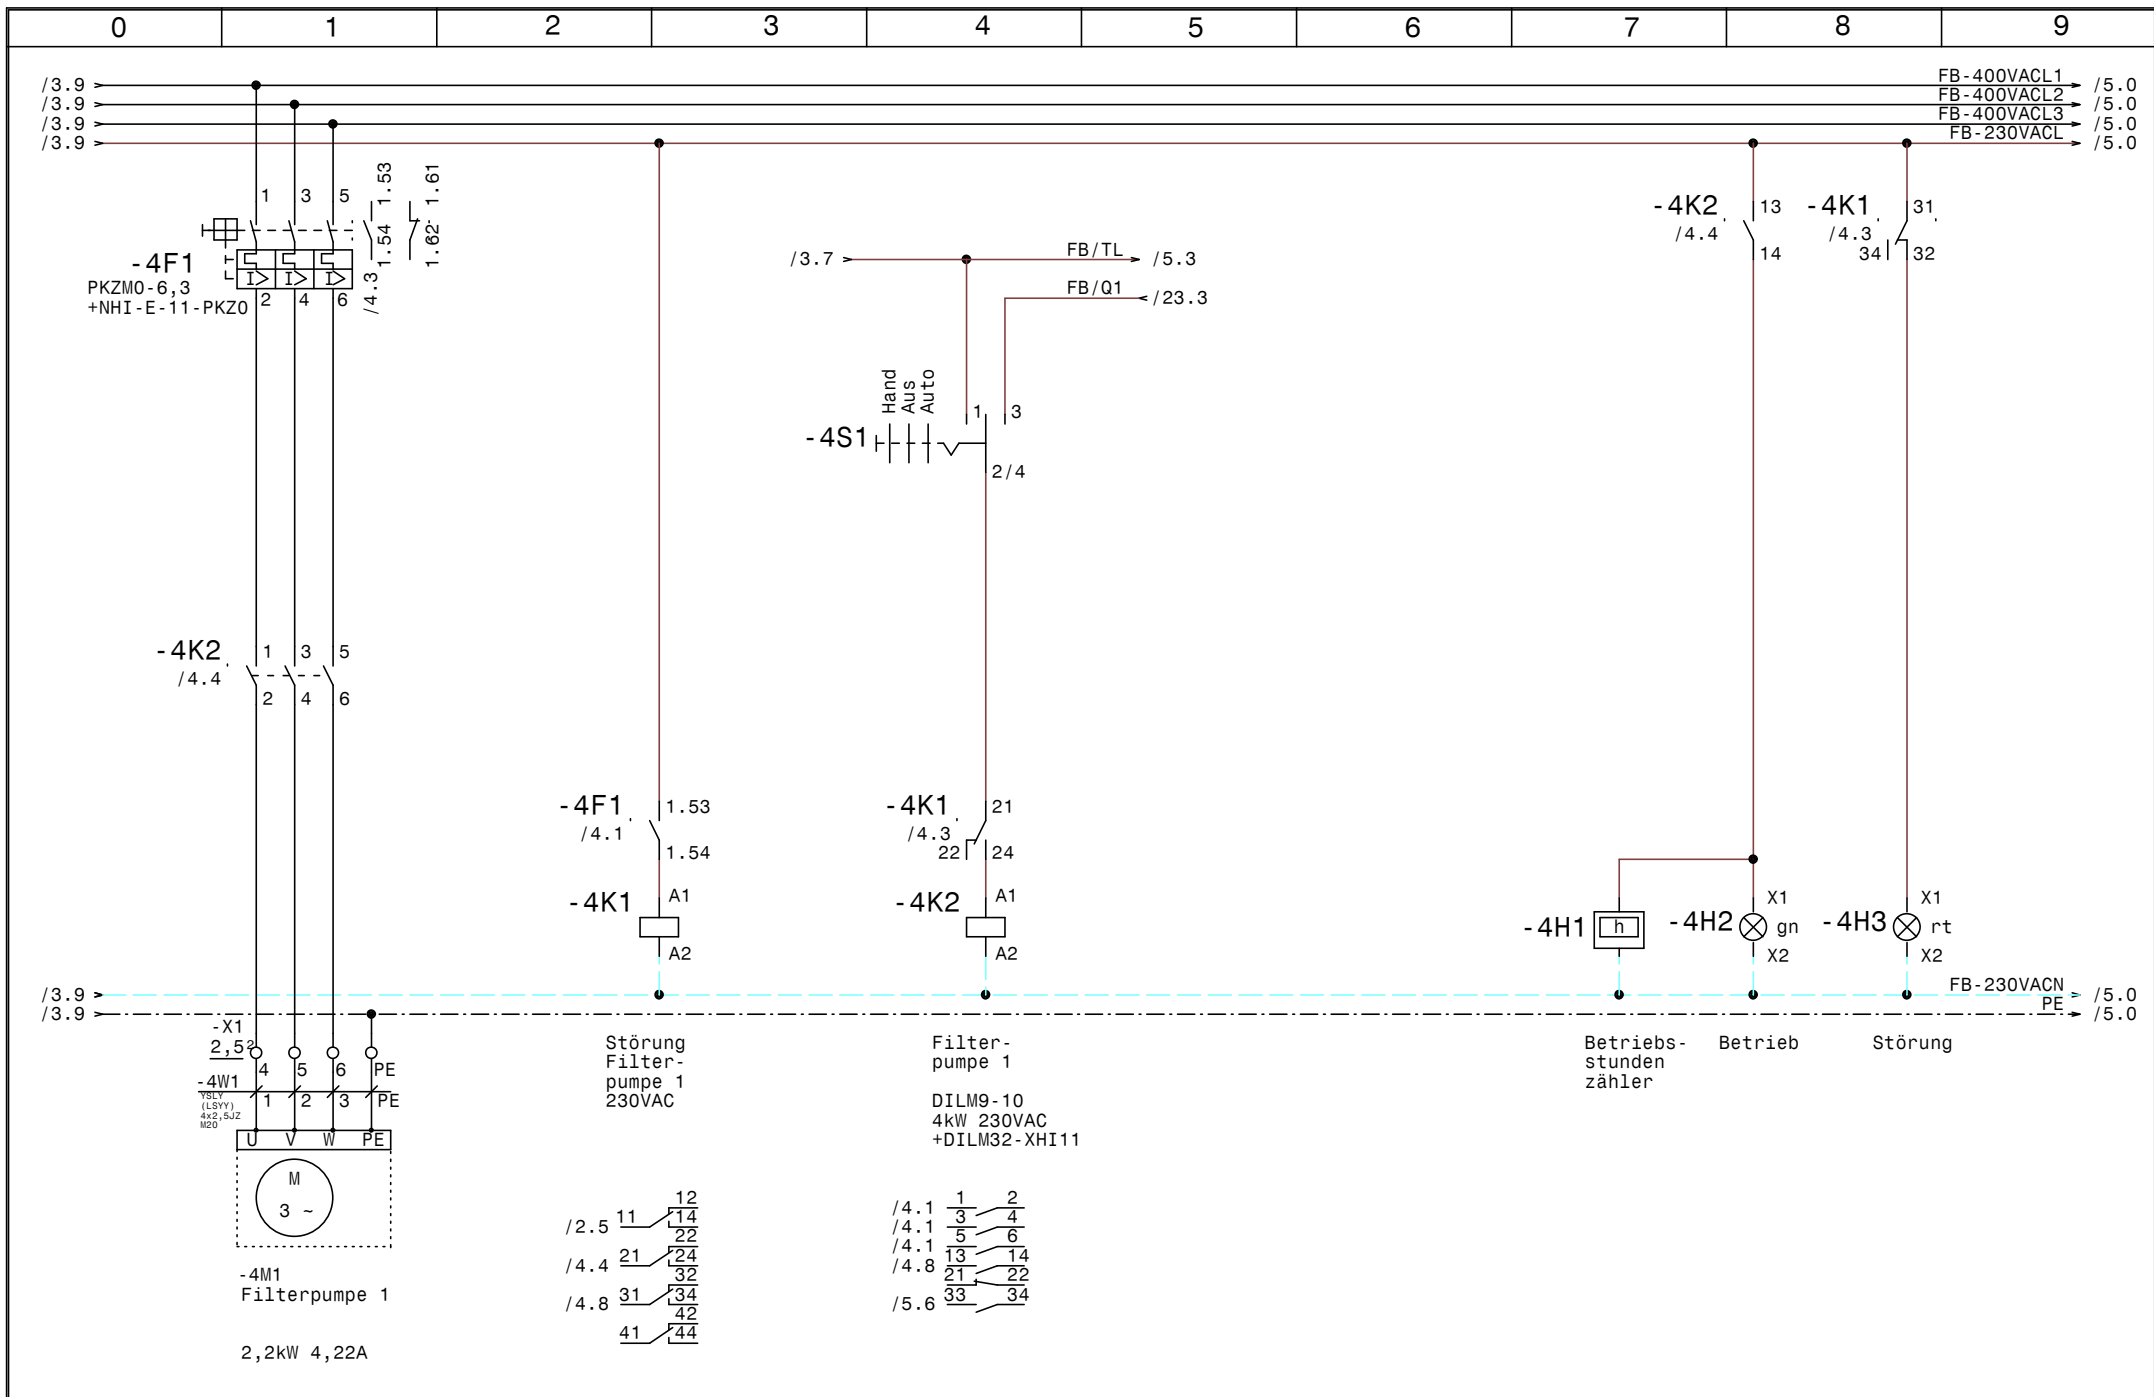 0 1 2 3 4 5 6 7 8 9
/3.9 FB-400VACL1 /5.0
/3.9 FB-400VACL2 /5.0
/3.9 FB-400VACL3 /5.0
/3.9 FB-230VACL /5.0
1 3 5 1.53 1.61
1.54 1.62
-4F1
PKZM0-6,3
+NHI-E-11-PKZ0
2 4 6 /4.3
/3.7 FB/TL /5.3
FB/Q1 /23.3
-4K2 13
/4.4 14
-4K1 31
/4.3 34 32
Hand
Aus
Auto
1 3
-4S1
2/4
-4K2 1 3 5
/4.4
2 4 6
-4F1 1.53
/4.1
1.54
-4K1 A1
A2
-4K1 21
/4.3
22 24
-4K2 A1
A2
-4H1 h
-4H2 X1
gn
X2
-4H3 X1
rt
X2
/3.9 FB-230VACN /5.0
/3.9 PE /5.0
-X1
2,5²
4 5 6 PE
-4W1
YSLY
(LSYY)
4x2,5JZ
M20
1 2 3 PE
U V W PE
M
3 ~
-4M1
Filterpumpe 1
2,2kW 4,22A
Störung
Filter-
pumpe 1
230VAC
Filter-
pumpe 1
DILM9-10
4kW 230VAC
+DILM32-XHI11
Betriebs-
stunden
zähler
Betrieb
Störung
12
/2.5 11 14
22
/4.4 21 24
32
/4.8 31 34
42
41 44
/4.1 1 2
/4.1 3 4
/4.1 5 6
/4.8 13 14
21 22
/5.6 33 34